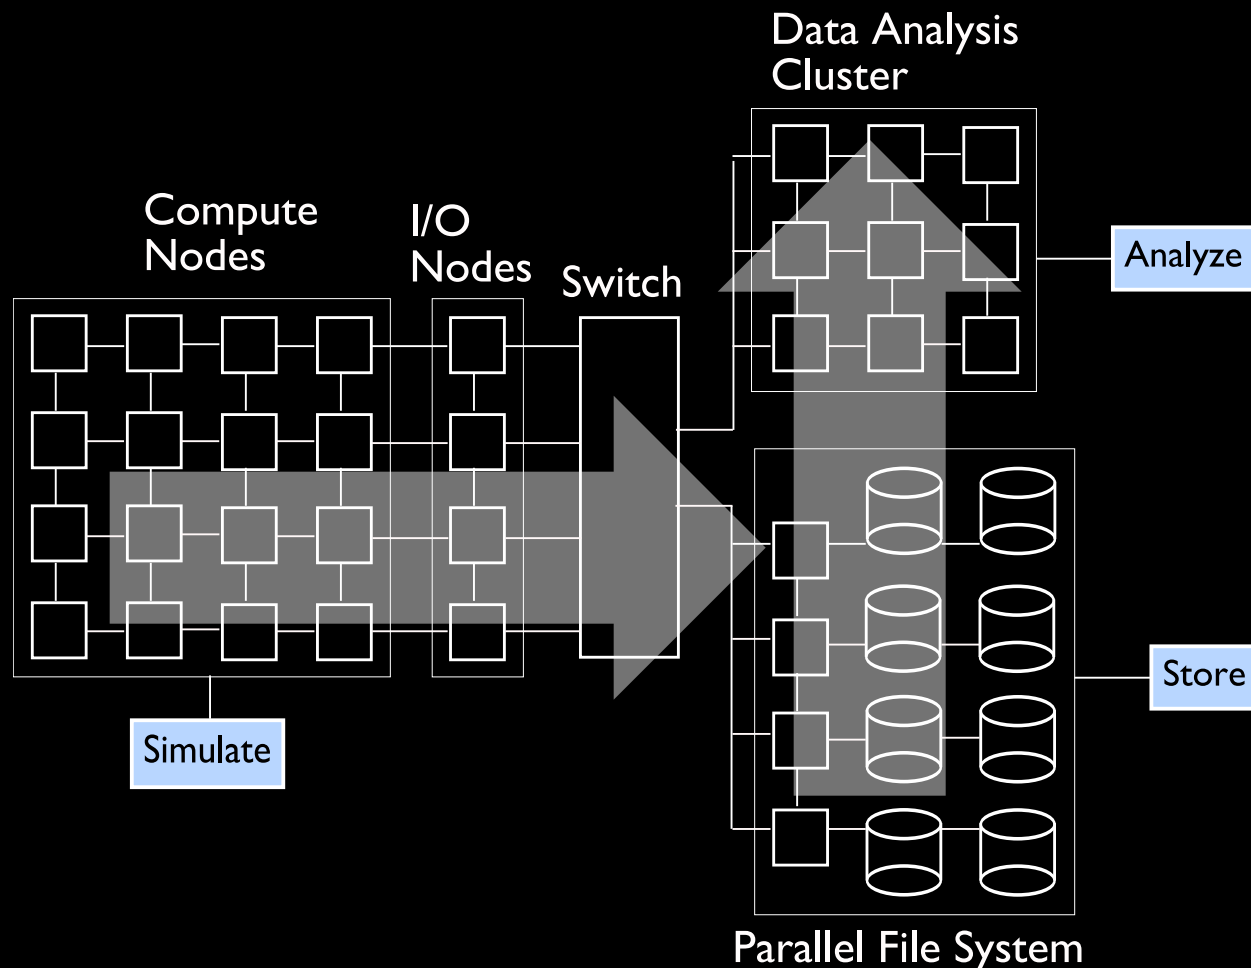 Data Analysis
Cluster
Compute
Nodes
I/O
Nodes
Switch
Analyze
Store
Simulate
Parallel File System